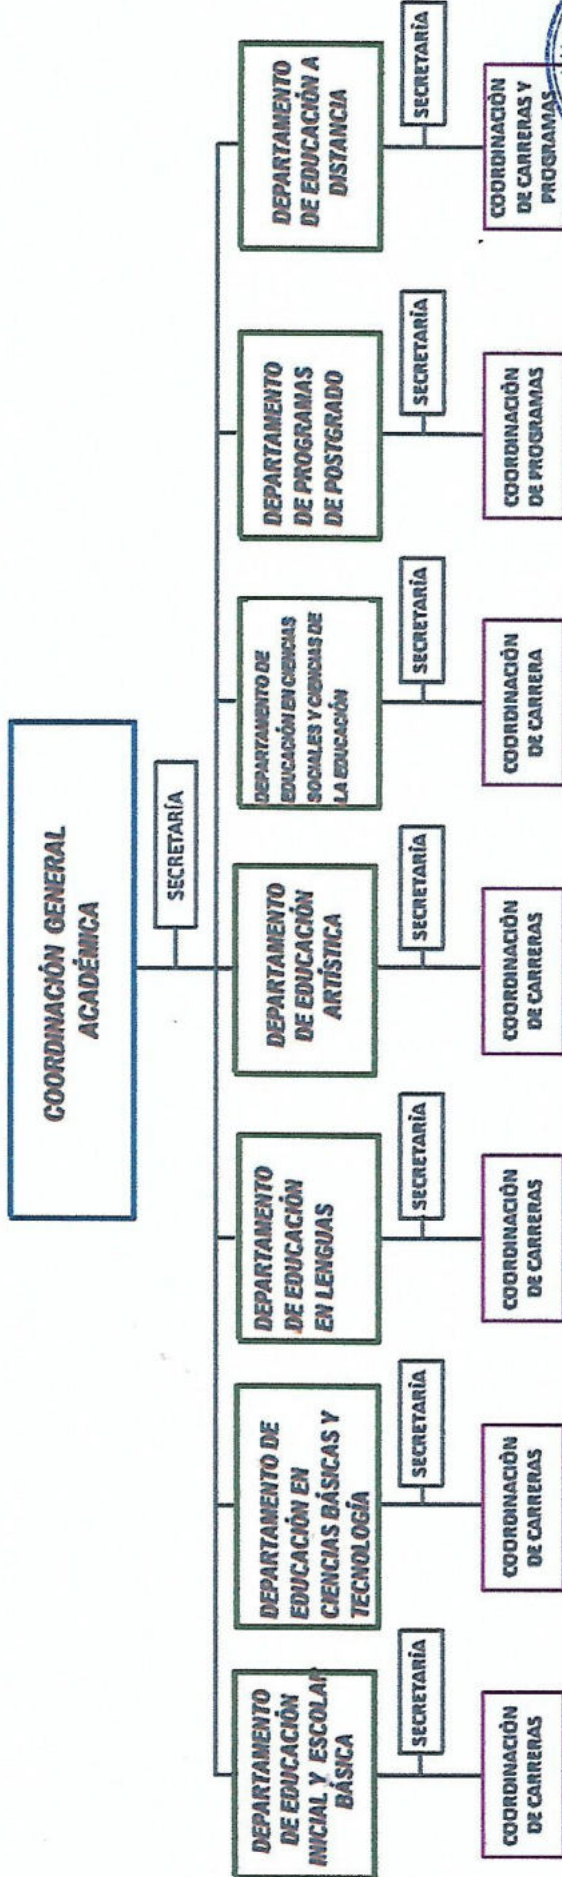 COORDINACIÓN GENERAL
ACADÉMICA
SECRETARÍA
DEPARTAMENTO
DE EDUCACIÓN
INICIAL Y ESCOLAR
BÁSICA
DEPARTAMENTO DE
EDUCACIÓN EN
CIENCIAS BÁSICAS Y
TECNOLOGÍA
DEPARTAMENTO
DE EDUCACIÓN
EN LENGUAS
DEPARTAMENTO
DE EDUCACIÓN
ARTÍSTICA
DEPARTAMENTO DE
EDUCACIÓN EN CIENCIAS
SOCIALES Y CIENCIAS DE
LA EDUCACIÓN
DEPARTAMENTO
DE PROGRAMAS
DE POSTGRADO
DEPARTAMENTO
DE EDUCACIÓN A
DISTANCIA
SECRETARÍA
SECRETARÍA
SECRETARÍA
SECRETARÍA
SECRETARÍA
SECRETARÍA
SECRETARÍA
COORDINACIÓN
DE CARRERAS
COORDINACIÓN
DE CARRERAS
COORDINACIÓN
DE CARRERAS
COORDINACIÓN
DE CARRERAS
COORDINACIÓN
DE CARRERA
COORDINACIÓN
DE PROGRAMAS
COORDINACIÓN
DE CARRERAS Y
PROGRAMAS